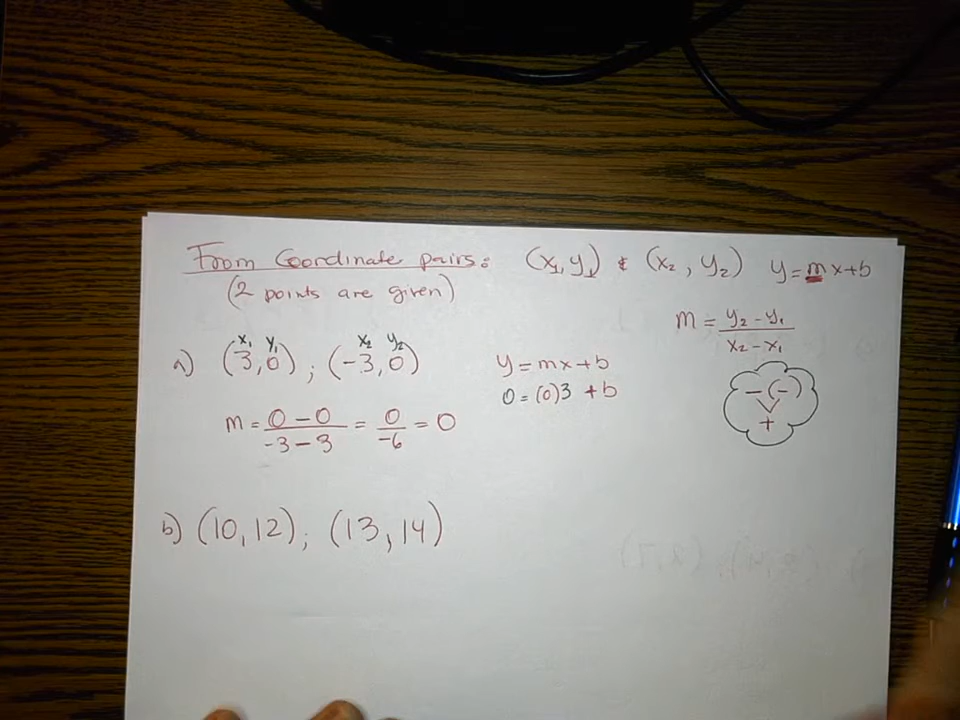 From Coordinate pairs: (x₁, y₁) & (x₂, y₂) y = mx+b
(2 points are given)
m = y₂ - y₁ / x₂ - x₁
x₁ y₁ x₂ y₂
a) (3,0) ; (-3,0)
y = mx+b
0 = (0)3 + b
m = 0 - 0 / -3 - 3 = 0 / -6 = 0
-(-)
+
b) (10,12) ; (13,14)